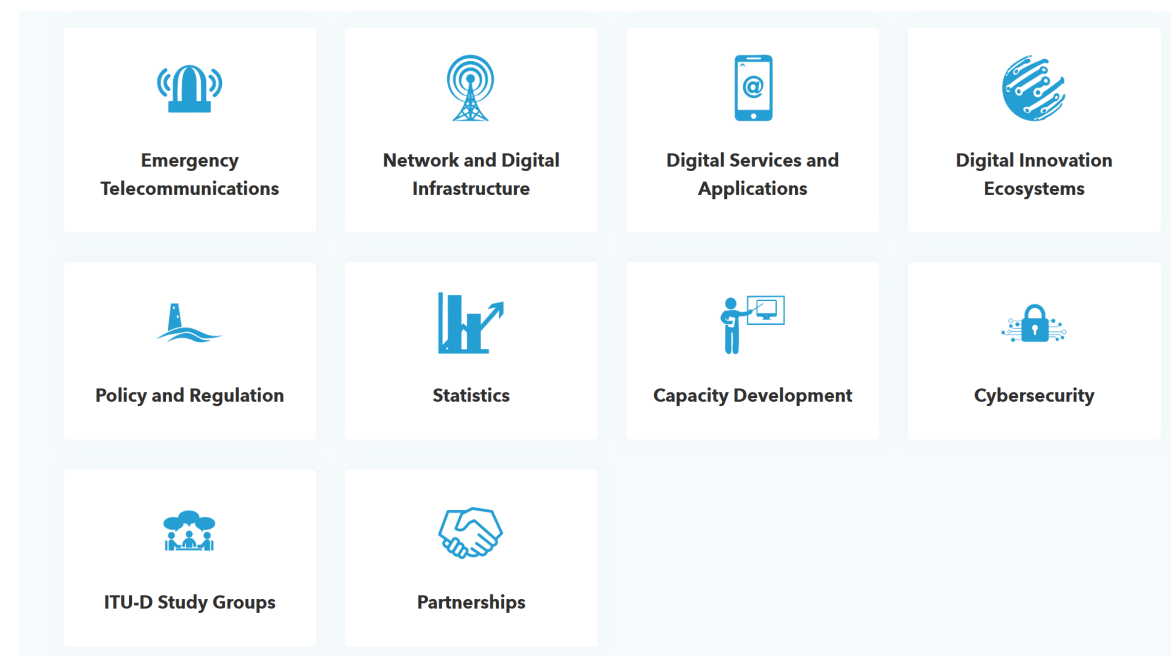 @
Emergency
Telecommunications
Network and Digital
Infrastructure
Digital Services and
Applications
Digital Innovation
Ecosystems
Policy and Regulation
Statistics
Capacity Development
Cybersecurity
ITU-D Study Groups
Partnerships